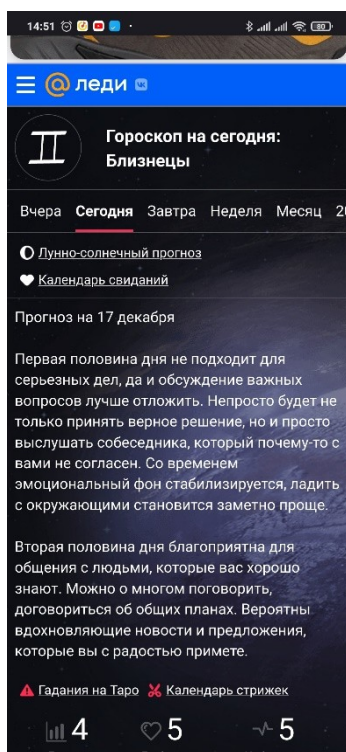 14:51
80
@ леди
Гороскоп на сегодня:
Близнецы
Вчера Сегодня Завтра Неделя Месяц 20
Лунно-солнечный прогноз
Календарь свиданий
Прогноз на 17 декабря
Первая половина дня не подходит для
серьезных дел, да и обсуждение важных
вопросов лучше отложить. Непросто будет не
только принять верное решение, но и просто
выслушать собеседника, который почему-то с
вами не согласен. Со временем
эмоциональный фон стабилизируется, ладить
с окружающими становится заметно проще.
Вторая половина дня благоприятна для
общения с людьми, которые вас хорошо
знают. Можно о многом поговорить,
договориться об общих планах. Вероятны
вдохновляющие новости и предложения,
которые вы с радостью примете.
Гадания на Таро Календарь стрижек
4 5 5